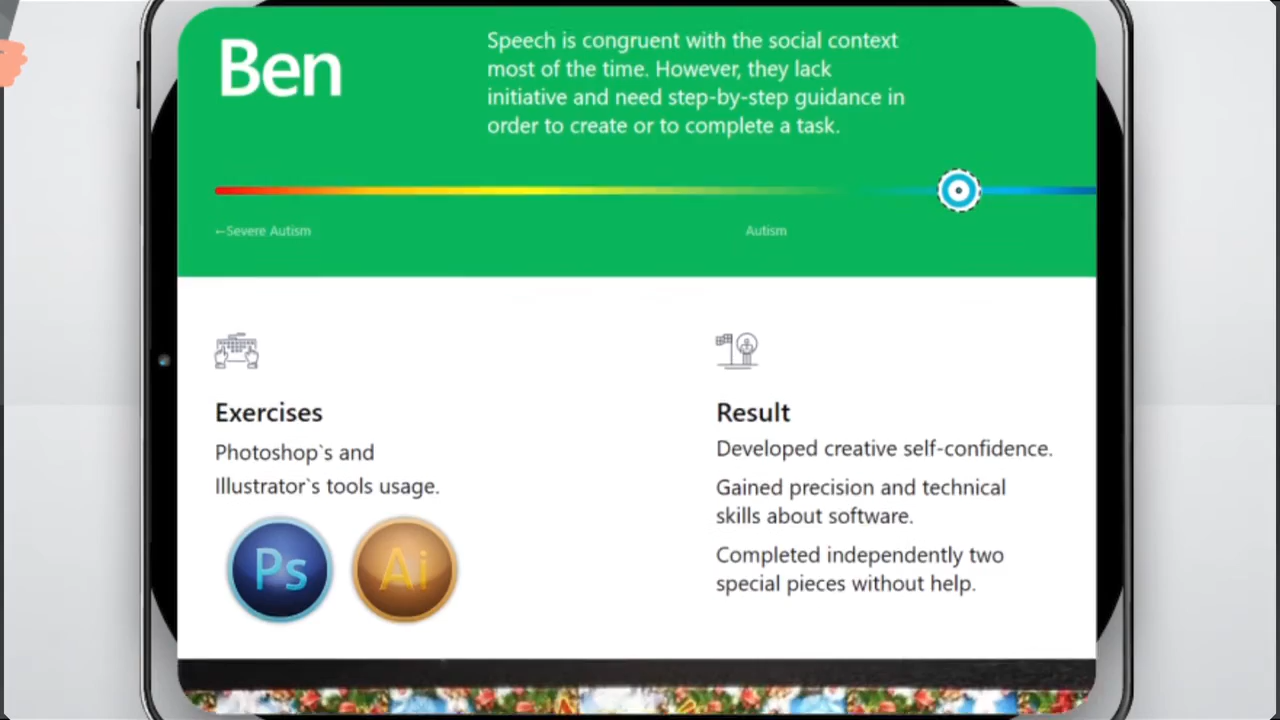 Ben
Speech is congruent with the social context
most of the time. However, they lack
initiative and need step-by-step guidance in
order to create or to complete a task.
←Severe Autism
Autism
Exercises
Photoshop`s and
Illustrator`s tools usage.
Ps
Ai
Result
Developed creative self-confidence.
Gained precision and technical
skills about software.
Completed independently two
special pieces without help.